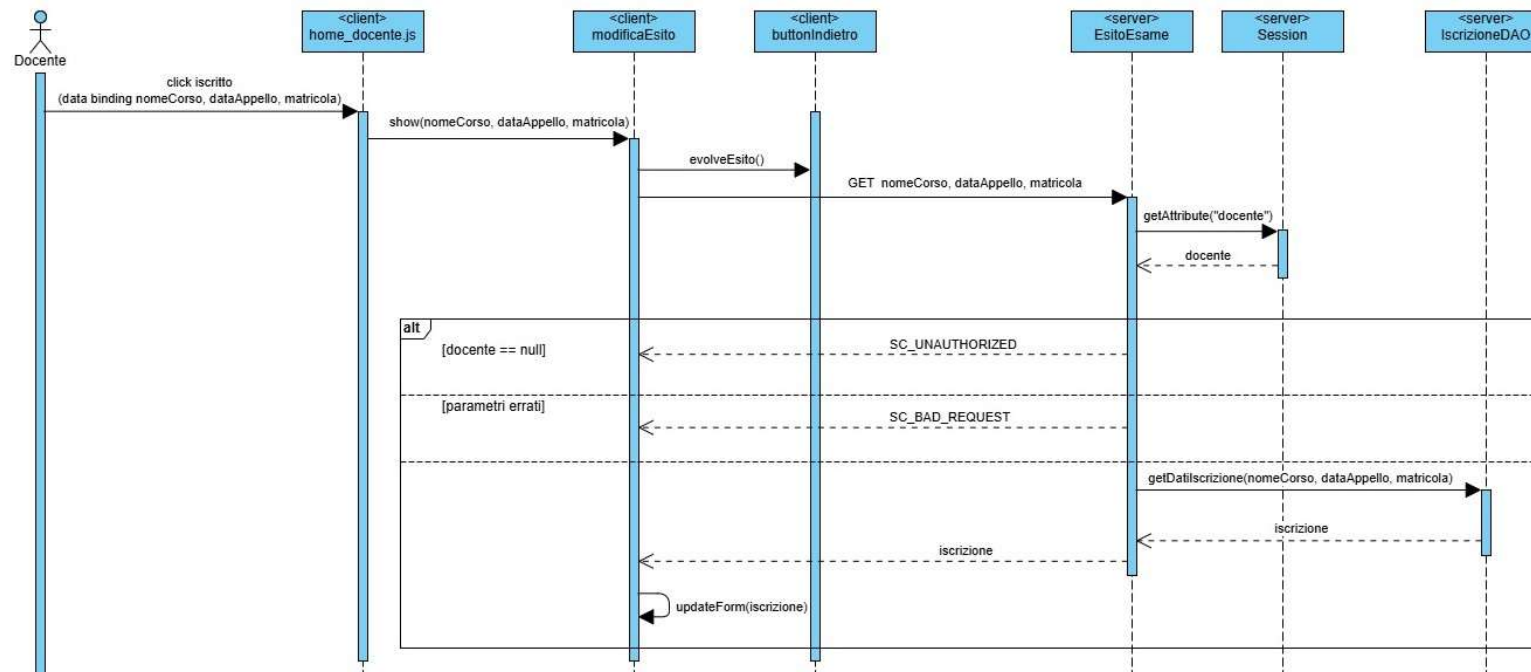 Docente
<client>
home_docente.js
<client>
modificaEsito
<client>
buttonIndietro
<server>
EsitoEsame
<server>
Session
<server>
IscrizioneDAO
click iscritto
(data binding nomeCorso, dataAppello, matricola)
show(nomeCorso, dataAppello, matricola)
evolveEsito()
GET nomeCorso, dataAppello, matricola
getAttribute("docente")
docente
alt
[docente == null]
SC_UNAUTHORIZED
[parametri errati]
SC_BAD_REQUEST
getDatiIscrizione(nomeCorso, dataAppello, matricola)
iscrizione
iscrizione
updateForm(iscrizione)